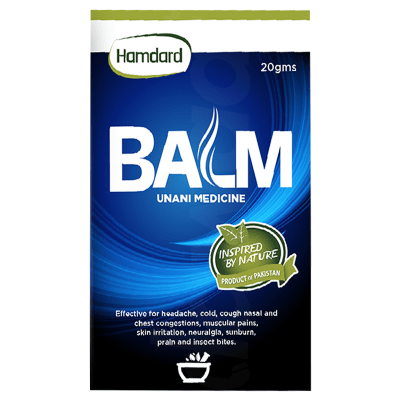 Hamdard
20gms
BALM
UNANI MEDICINE
INSPIRED
BY NATURE
PRODUCT OF PAKISTAN
Effective for headache, cold, cough nasal and
chest congestions, muscular pains,
skin irritation, neuralgia, sunburn,
prain and insect bites.